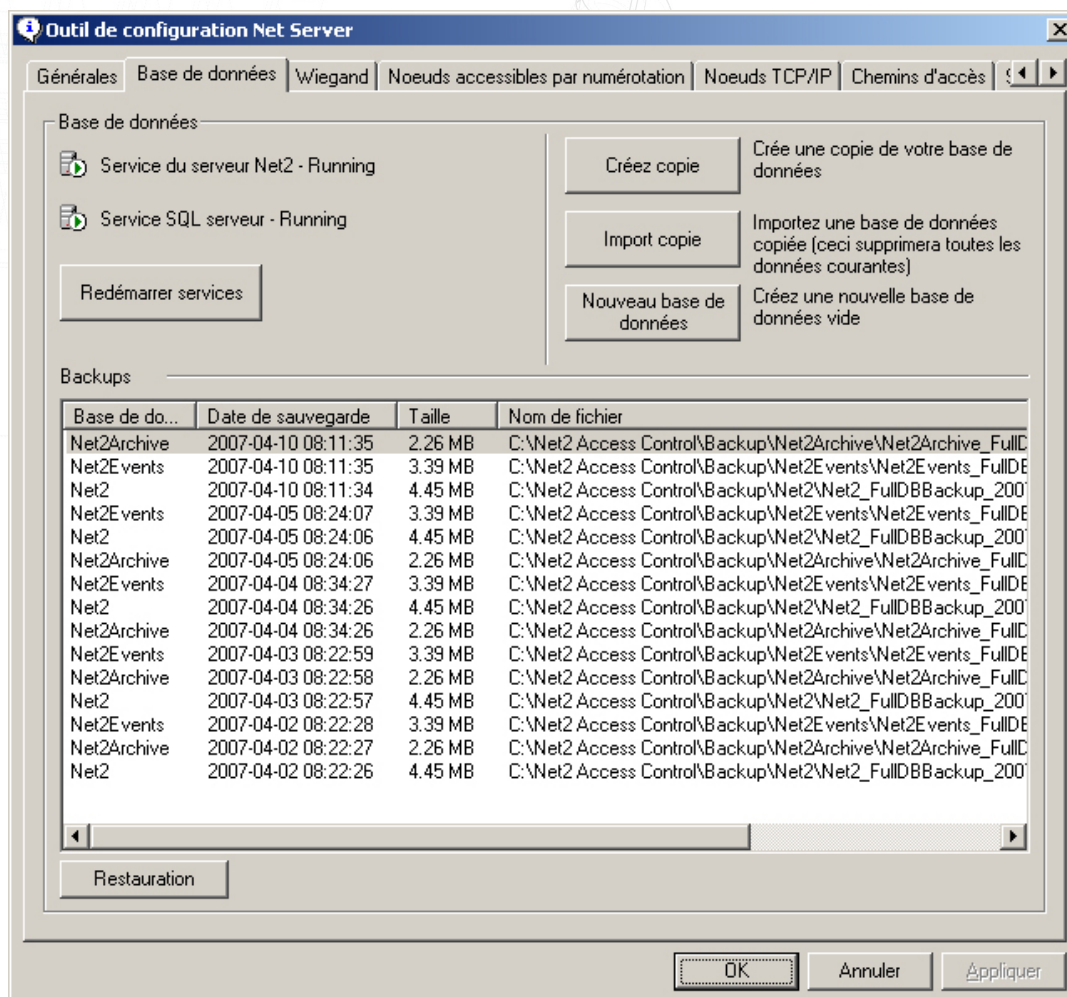 Outil de configuration Net Server
Générales
Base de données
Wiegand
Noeuds accessibles par numérotation
Noeuds TCP/IP
Chemins d'accès
Base de données
Service du serveur Net2 - Running
Service SQL serveur - Running
Redémarrer services
Créez copie
Crée une copie de votre base de
données
Import copie
Importez une base de données
copiée (ceci supprimera toutes les
données courantes)
Nouveau base de
données
Créez une nouvelle base de
données vide
Backups
Base de do... Date de sauvegarde Taille Nom de fichier
Net2Archive 2007-04-10 08:11:35 2.26 MB C:\Net2 Access Control\Backup\Net2Archive\Net2Archive_FullD
Net2Events 2007-04-10 08:11:35 3.39 MB C:\Net2 Access Control\Backup\Net2Events\Net2Events_FullDB
Net2 2007-04-10 08:11:34 4.45 MB C:\Net2 Access Control\Backup\Net2\Net2_FullDBBackup_200
Net2Events 2007-04-05 08:24:07 3.39 MB C:\Net2 Access Control\Backup\Net2Events\Net2Events_FullDB
Net2 2007-04-05 08:24:06 4.45 MB C:\Net2 Access Control\Backup\Net2\Net2_FullDBBackup_200
Net2Archive 2007-04-05 08:24:06 2.26 MB C:\Net2 Access Control\Backup\Net2Archive\Net2Archive_FullD
Net2Events 2007-04-04 08:34:27 3.39 MB C:\Net2 Access Control\Backup\Net2Events\Net2Events_FullDB
Net2 2007-04-04 08:34:26 4.45 MB C:\Net2 Access Control\Backup\Net2\Net2_FullDBBackup_200
Net2Archive 2007-04-04 08:34:26 2.26 MB C:\Net2 Access Control\Backup\Net2Archive\Net2Archive_FullD
Net2Events 2007-04-03 08:22:59 3.39 MB C:\Net2 Access Control\Backup\Net2Events\Net2Events_FullDB
Net2Archive 2007-04-03 08:22:58 2.26 MB C:\Net2 Access Control\Backup\Net2Archive\Net2Archive_FullD
Net2 2007-04-03 08:22:57 4.45 MB C:\Net2 Access Control\Backup\Net2\Net2_FullDBBackup_200
Net2Events 2007-04-02 08:22:28 3.39 MB C:\Net2 Access Control\Backup\Net2Events\Net2Events_FullDB
Net2Archive 2007-04-02 08:22:27 2.26 MB C:\Net2 Access Control\Backup\Net2Archive\Net2Archive_FullD
Net2 2007-04-02 08:22:26 4.45 MB C:\Net2 Access Control\Backup\Net2\Net2_FullDBBackup_200
Restauration
OK
Annuler
Appliquer